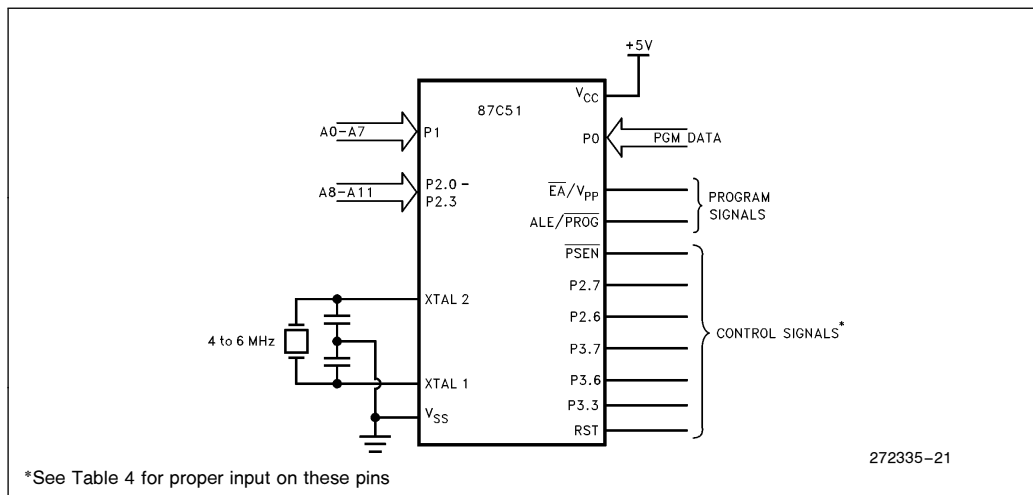 +5V
VCC
87C51
A0-A7
P1
P0
PGM DATA
A8-A11
P2.0-
P2.3
EA/VPP
ALE/PROG
PROGRAM
SIGNALS
PSEN
P2.7
P2.6
P3.7
P3.6
P3.3
RST
CONTROL SIGNALS*
XTAL 2
4 to 6 MHz
XTAL 1
VSS
272335-21
*See Table 4 for proper input on these pins